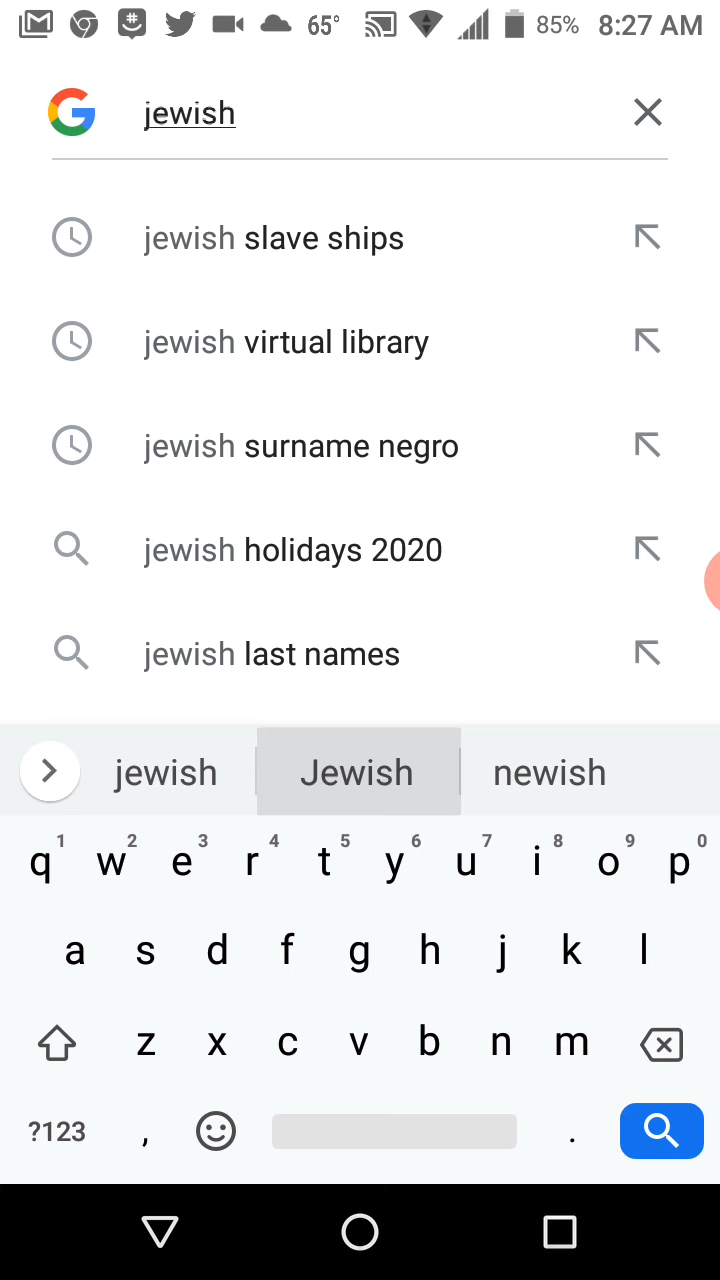 65° 85% 8:27 AM
jewish
jewish slave ships
jewish virtual library
jewish surname negro
jewish holidays 2020
jewish last names
jewish Jewish newish
1 2 3 4 5 6 7 8 9 0
q w e r t y u i o p
a s d f g h j k l
z x c v b n m
?123 , .